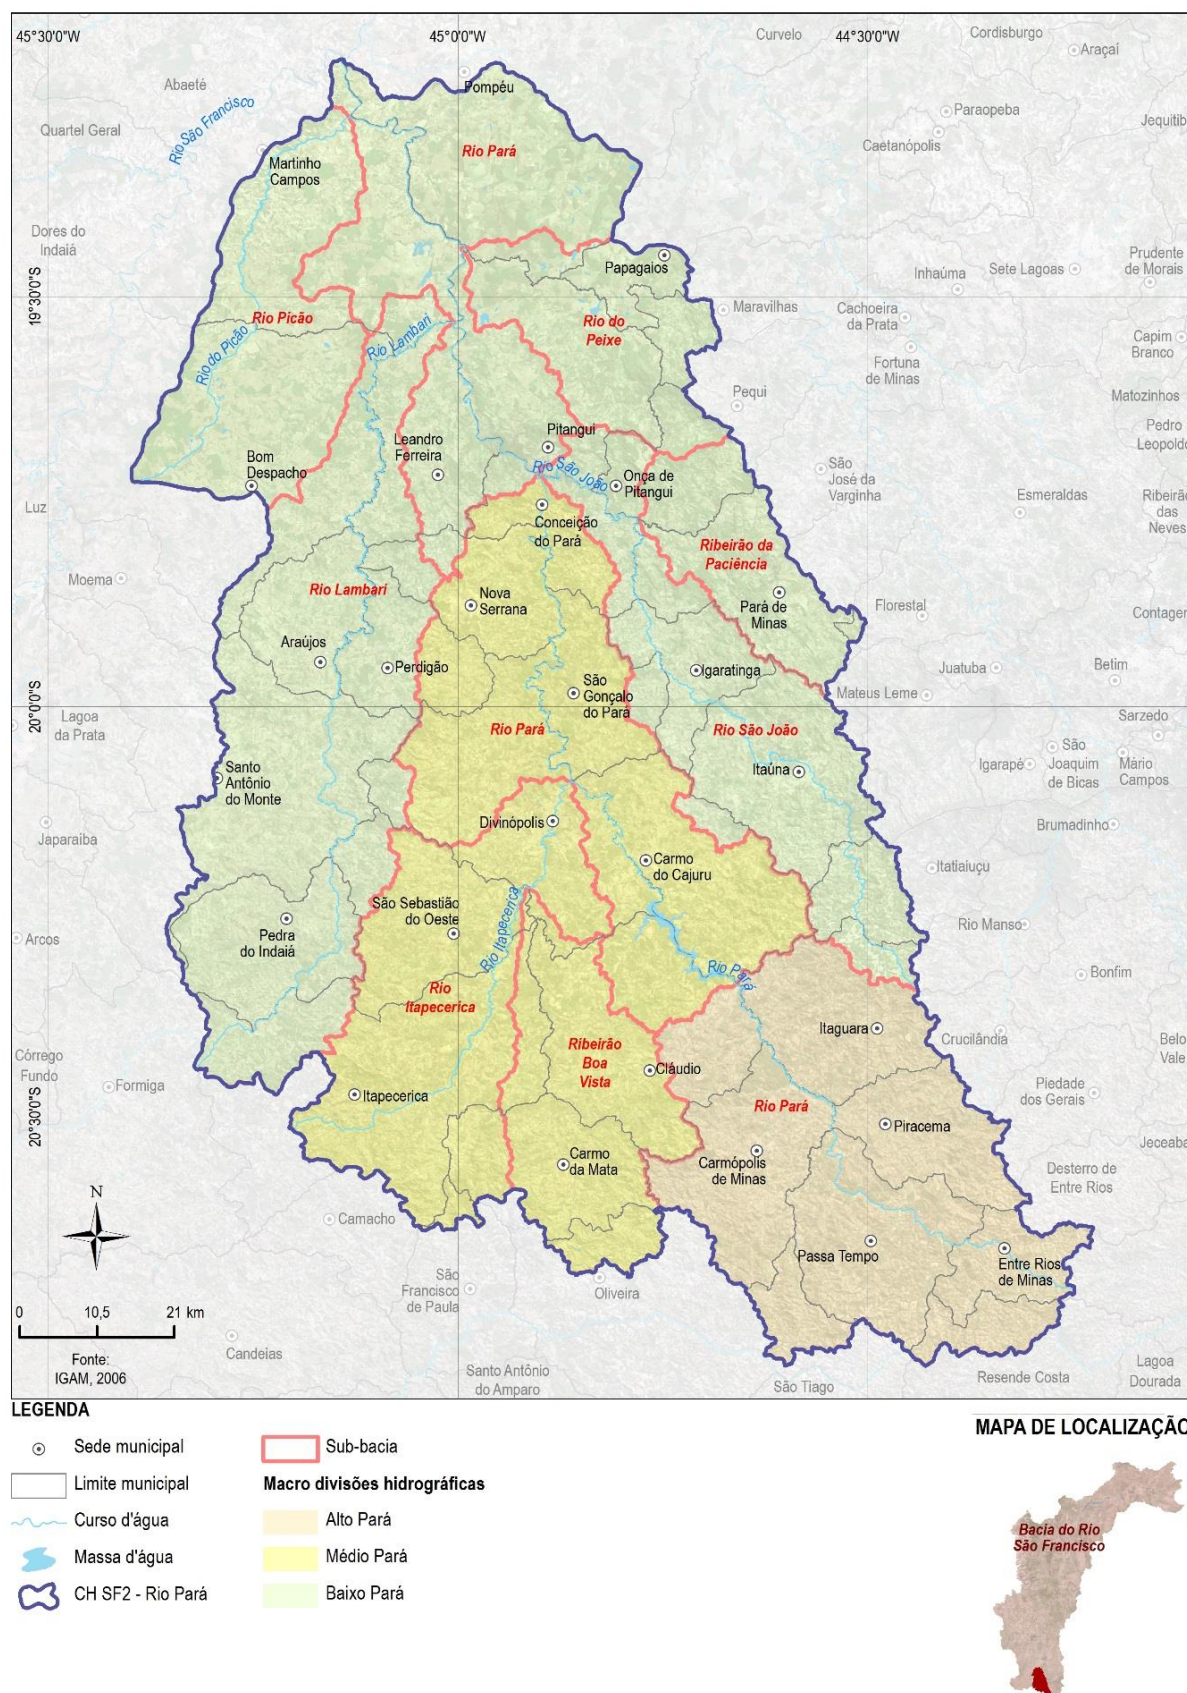 45°30'0"W
45°0'0"W
44°30'0"W
Curvelo
Cordisburgo
Araçaí
Abaeté
Pompéu
Rio São Francisco
Quartel Geral
Paraopeba
Caetanópolis
Jequitib
Rio Pará
Martinho
Campos
Dores do
Indaiá
Papagaios
Inhaúma
Sete Lagoas
Prudente
de Morais
19°30'0"S
Maravilhas
Cachoeira
da Prata
Rio Picão
Rio do Picão
Rio Lambari
Rio do
Peixe
Fortuna
de Minas
Capim
Branco
Pequi
Matozinhos
Pedro
Leopoldo
Leandro
Ferreira
Pitangui
Bom
Despacho
Rio São João
Onça de
Pitangui
São
José da
Varginha
Esmeraldas
Ribeirão
das
Neves
Luz
Conceição
do Pará
Ribeirão da
Paciência
Moema
Rio Lambari
Nova
Serrana
Pará de
Minas
Florestal
Contagem
Araújos
Perdigão
Igaratinga
Juatuba
Betim
São
Gonçalo
do Pará
Mateus Leme
20°0'0"S
Lagoa
da Prata
Rio Pará
Rio São João
Sarzedo
Santo
Antônio
do Monte
Itaúna
Igarapé
São
Joaquim
de Bicas
Mário
Campos
Divinópolis
Japaraíba
Brumadinho
Carmo
do Cajuru
Itatiaiuçu
São Sebastião
do Oeste
Rio Itapecerica
Rio Manso
Arcos
Pedra
do Indaiá
Rio Pará
Bonfim
Rio
Itapecerica
Itaguara
Crucilândia
Belo
Vale
Ribeirão
Boa
Vista
Cláudio
Córrego
Fundo
Formiga
20°30'0"S
Itapecerica
Rio Pará
Piedade
dos Gerais
Piracema
Jeceaba
Carmo
da Mata
Carmópolis
de Minas
Desterro de
Entre Rios
N
Camacho
Passa Tempo
Entre Rios
de Minas
São
Francisco
de Paula
Oliveira
0 10,5 21 km
Candeias
Fonte:
IGAM, 2006
Santo Antônio
do Amparo
São Tiago
Resende Costa
Lagoa
Dourada
LEGENDA
Sede municipal
Limite municipal
Curso d'água
Massa d'água
CH SF2 - Rio Pará
Sub-bacia
Macro divisões hidrográficas
Alto Pará
Médio Pará
Baixo Pará
MAPA DE LOCALIZAÇÃO
Bacia do Rio
São Francisco